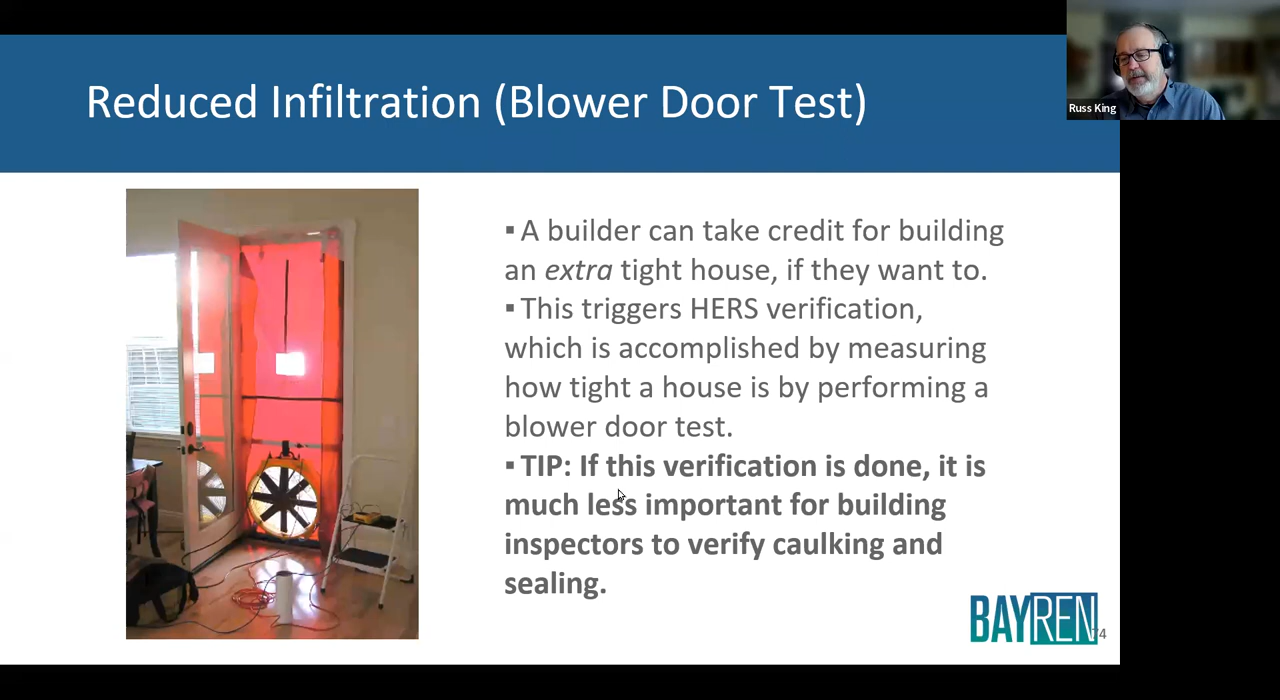 Reduced Infiltration (Blower Door Test)
Russ King
▪ A builder can take credit for building
an extra tight house, if they want to.
▪ This triggers HERS verification,
which is accomplished by measuring
how tight a house is by performing a
blower door test.
▪ TIP: If this verification is done, it is
much less important for building
inspectors to verify caulking and
sealing.
BAYREN
74